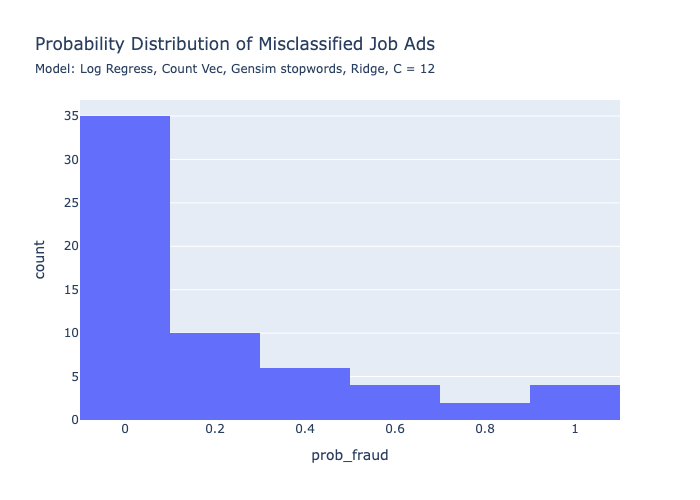 Probability Distribution of Misclassified Job Ads
Model: Log Regress, Count Vec, Gensim stopwords, Ridge, C = 12
35
30
25
20
15
10
5
0
count
0 0.2 0.4 0.6 0.8 1
prob_fraud